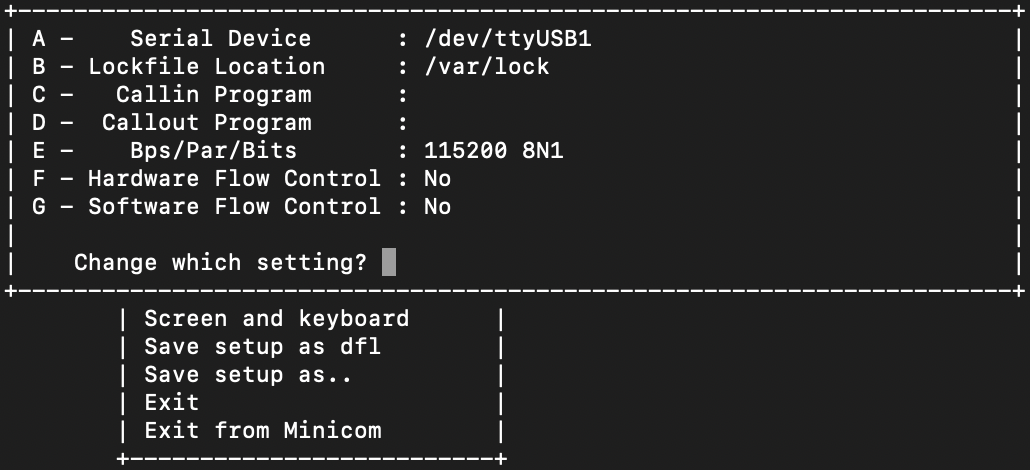 +-----------------------------------------------------------------------+
| A -    Serial Device      : /dev/ttyUSB1                              |
| B - Lockfile Location     : /var/lock                                 |
| C -   Callin Program      :                                           |
| D -  Callout Program      :                                           |
| E -    Bps/Par/Bits       : 115200 8N1                                |
| F - Hardware Flow Control : No                                        |
| G - Software Flow Control : No                                        |
|                                                                       |
|    Change which setting?                                              |
+-----------------------------------------------------------------------+
        | Screen and keyboard      |
        | Save setup as dfl        |
        | Save setup as..          |
        | Exit                     |
        | Exit from Minicom        |
        +--------------------------+